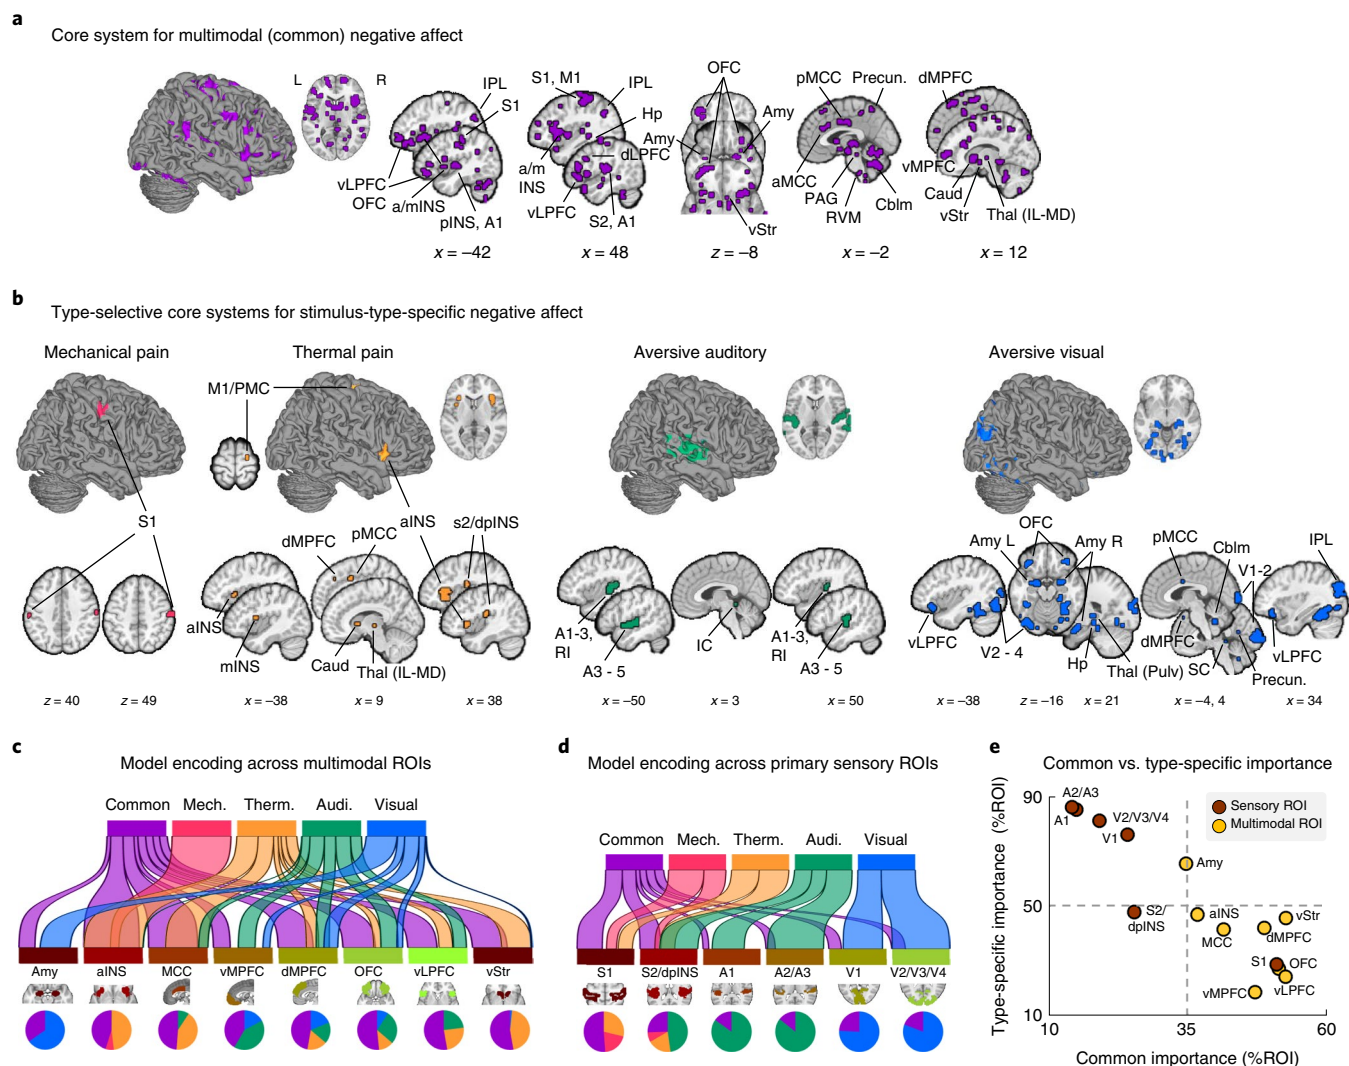 a
Core system for multimodal (common) negative affect
L
R
IPL
S1
vLPFC
OFC
a/mINS
pINS, A1
x = –42
S1, M1
IPL
Hp
Amy
dLPFC
a/m
INS
vLPFC
S2, A1
x = 48
OFC
Amy
vStr
z = –8
pMCC
Precun.
aMCC
PAG
RVM
Cblm
x = –2
dMPFC
vMPFC
Caud
vStr
Thal (IL-MD)
x = 12
b
Type-selective core systems for stimulus-type-specific negative affect
Mechanical pain
Thermal pain
Aversive auditory
Aversive visual
M1/PMC
S1
z = 40
z = 49
aINS
mINS
x = –38
dMPFC
pMCC
Caud
Thal (IL-MD)
x = 9
aINS
s2/dpINS
x = 38
A1-3,
RI
A3 - 5
x = –50
IC
x = 3
A1-3,
RI
A3 - 5
x = 50
vLPFC
x = –38
OFC
Amy L
Amy R
V2 - 4
z = –16
Hp
Thal (Pulv)
x = 21
pMCC
Cblm
V1-2
dMPFC
SC
Precun.
x = –4, 4
IPL
vLPFC
x = 34
c
Model encoding across multimodal ROIs
Common Mech. Therm. Audi. Visual
Amy aINS MCC vMPFC dMPFC OFC vLPFC vStr
d
Model encoding across primary sensory ROIs
Common Mech. Therm. Audi. Visual
S1 S2/dpINS A1 A2/A3 V1 V2/V3/V4
e
Common vs. type-specific importance
Type-specific importance (%ROI)
90
50
10
Sensory ROI
Multimodal ROI
A2/A3
A1
V2/V3/V4
V1
Amy
S2/
dpINS
aINS
MCC
vStr
dMPFC
S1
OFC
vMPFC
vLPFC
10
35
60
Common importance (%ROI)